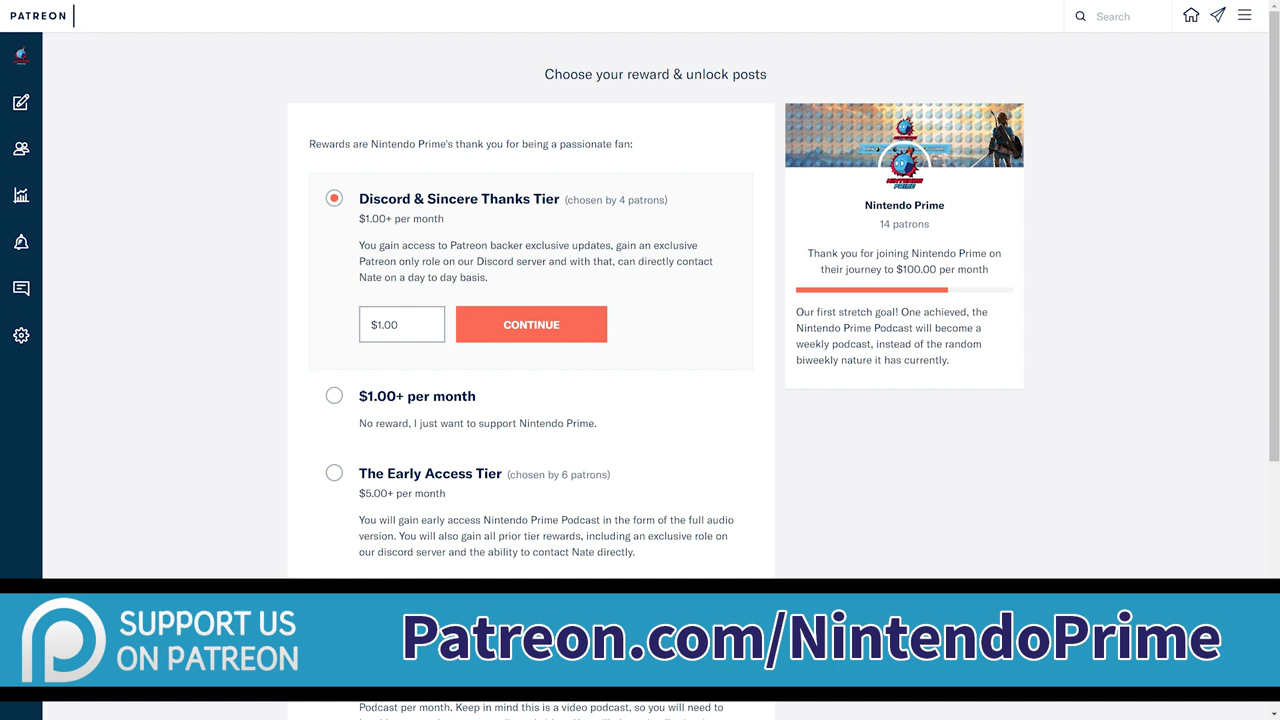 PATREON
Search
Choose your reward & unlock posts
Rewards are Nintendo Prime's thank you for being a passionate fan:
Discord & Sincere Thanks Tier (chosen by 4 patrons)
$1.00+ per month
You gain access to Patreon backer exclusive updates, gain an exclusive
Patreon only role on our Discord server and with that, can directly contact
Nate on a day to day basis.
$1.00
CONTINUE
$1.00+ per month
No reward, I just want to support Nintendo Prime.
The Early Access Tier (chosen by 6 patrons)
$5.00+ per month
You will gain early access Nintendo Prime Podcast in the form of the full audio
version. You will also gain all prior tier rewards, including an exclusive role on
our discord server and the ability to contact Nate directly.
NINTENDO
PRIME
Nintendo Prime
14 patrons
Thank you for joining Nintendo Prime on
their journey to $100.00 per month
Our first stretch goal! One achieved, the
Nintendo Prime Podcast will become a
weekly podcast, instead of the random
biweekly nature it has currently.
SUPPORT US
ON PATREON
Patreon.com/NintendoPrime
Podcast per month. Keep in mind this is a video podcast, so you will need to